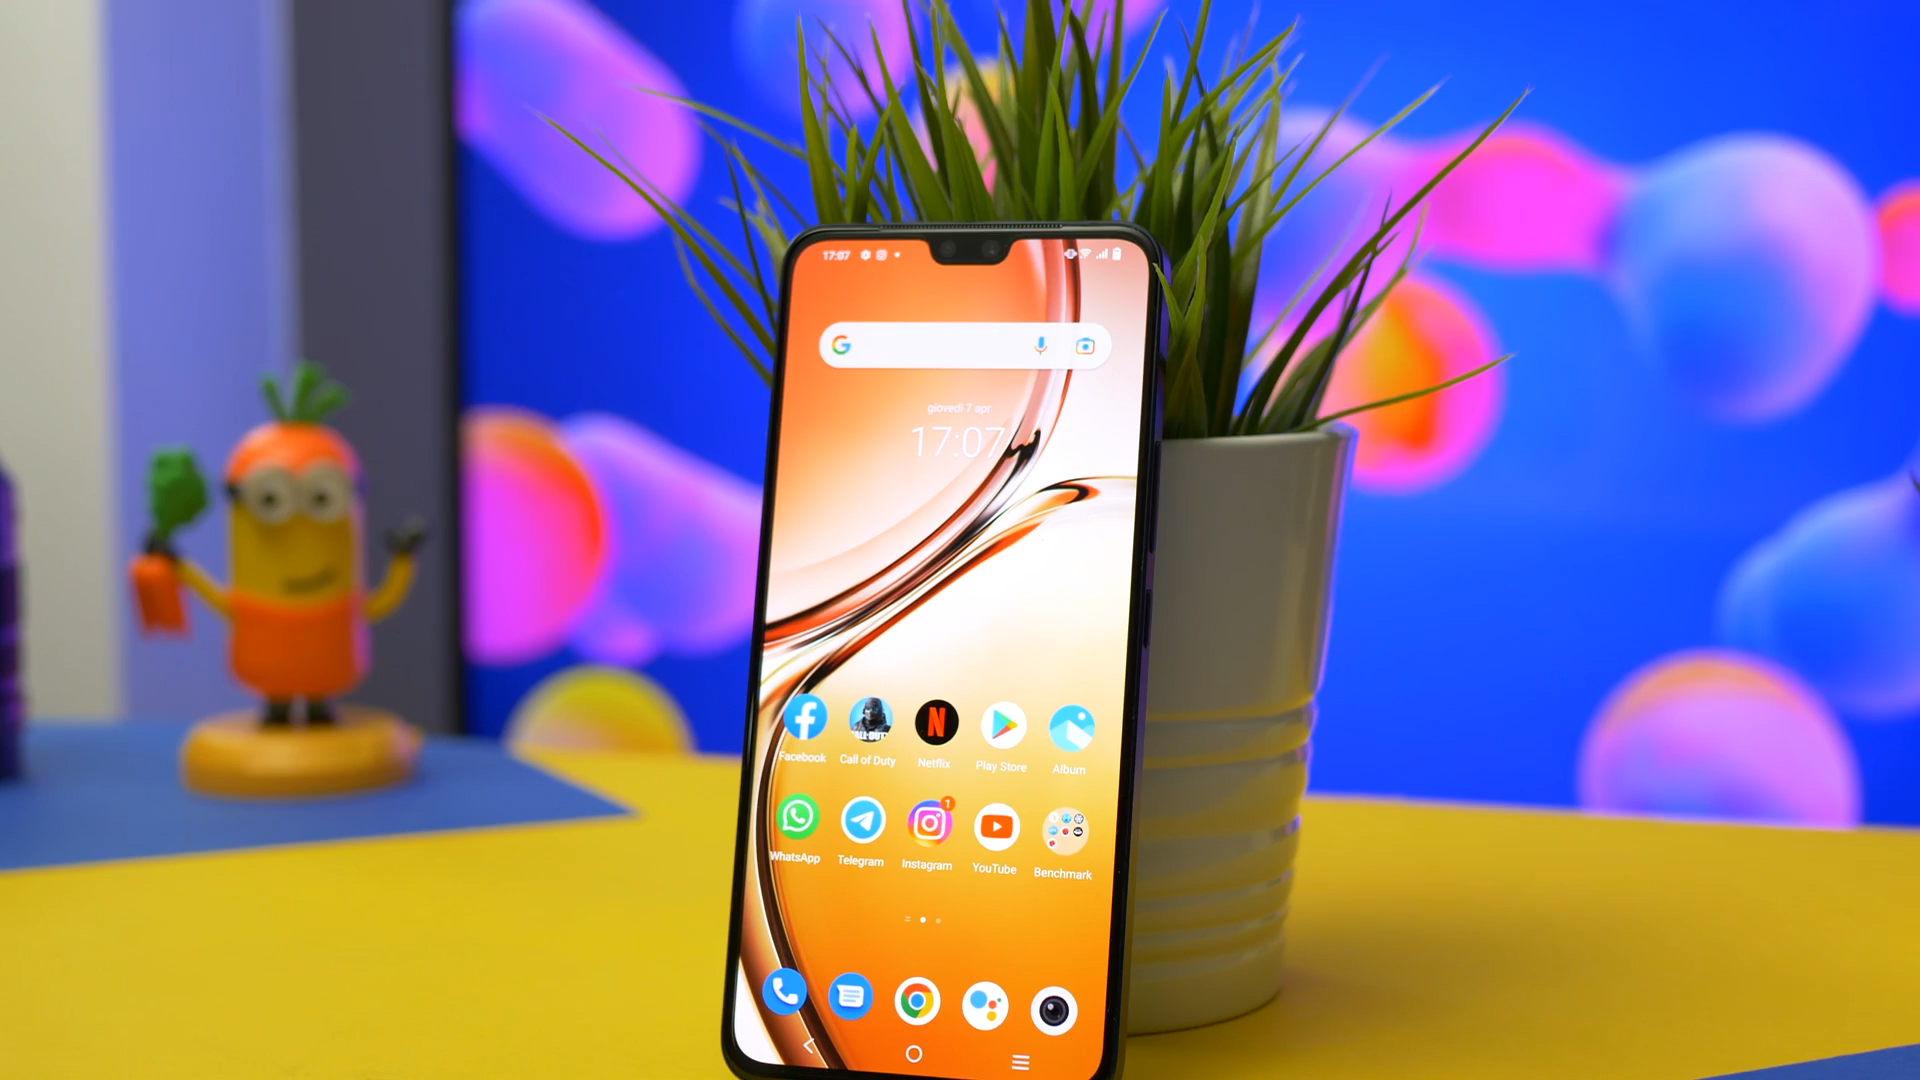 17:07
giovedì 7 apr
17:07
Facebook Call of Duty Netflix Play Store Album
WhatsApp Telegram Instagram YouTube Benchmark
1